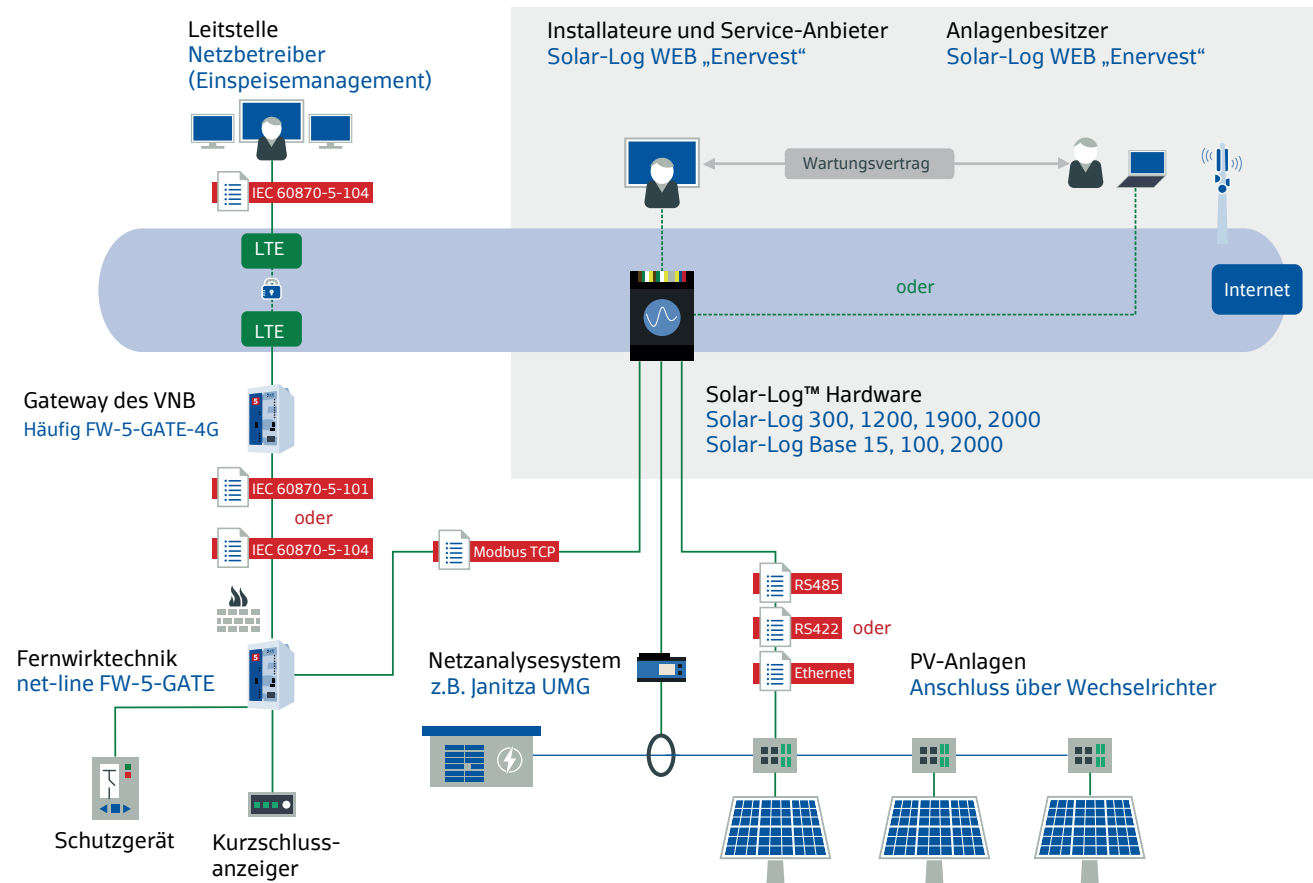 Leitstelle
Netzbetreiber
(Einspeisemanagement)
Installateure und Service-Anbieter
Solar-Log WEB „Enervest“
Anlagenbesitzer
Solar-Log WEB „Enervest“
Wartungsvertrag
IEC 60870-5-104
LTE
LTE
oder
Internet
Gateway des VNB
Häufig FW-5-GATE-4G
Solar-Log™ Hardware
Solar-Log 300, 1200, 1900, 2000
Solar-Log Base 15, 100, 2000
IEC 60870-5-101
oder
IEC 60870-5-104
Modbus TCP
RS485
RS422
oder
Ethernet
Fernwirktechnik
net-line FW-5-GATE
Netzanalysesystem
z.B. Janitza UMG
PV-Anlagen
Anschluss über Wechselrichter
Schutzgerät
Kurzschluss-
anzeiger